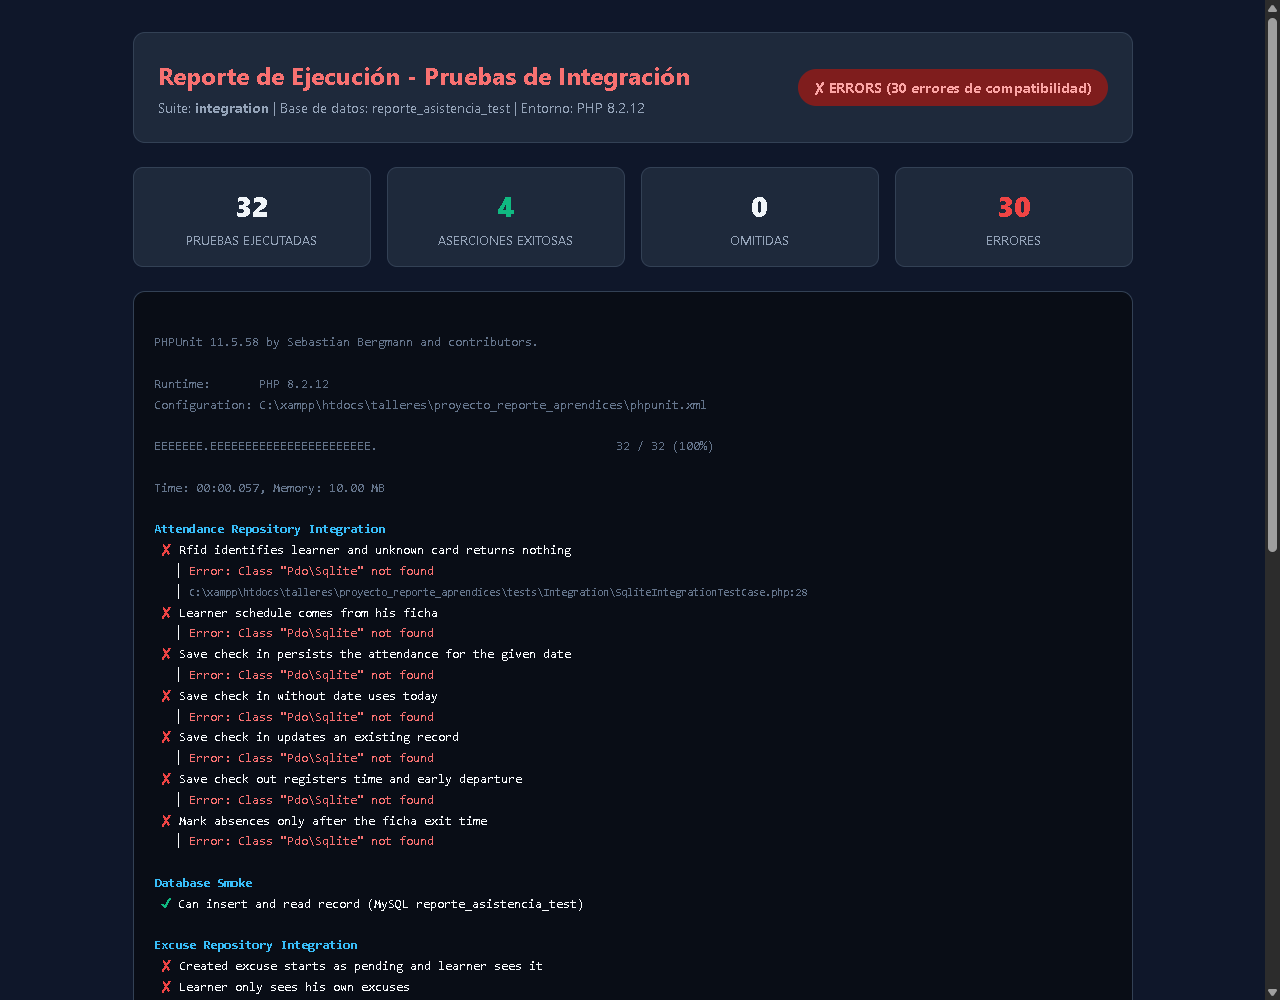 Reporte de Ejecución - Pruebas de Integración
Suite: integration | Base de datos: reporte_asistencia_test | Entorno: PHP 8.2.12
✗ ERRORS (30 errores de compatibilidad)
32
PRUEBAS EJECUTADAS
4
ASERCIONES EXITOSAS
0
OMITIDAS
30
ERRORES
PHPUnit 11.5.58 by Sebastian Bergmann and contributors.
Runtime:       PHP 8.2.12
Configuration: C:\xampp\htdocs\talleres\proyecto_reporte_aprendices\phpunit.xml
EEEEEEE.EEEEEEEEEEEEEEEEEEEEEEE.                                  32 / 32 (100%)
Time: 00:00.057, Memory: 10.00 MB
Attendance Repository Integration
✗ Rfid identifies learner and unknown card returns nothing
│ Error: Class "Pdo\Sqlite" not found
│ C:\xampp\htdocs\talleres\proyecto_reporte_aprendices\tests\Integration\SqliteIntegrationTestCase.php:28
✗ Learner schedule comes from his ficha
│ Error: Class "Pdo\Sqlite" not found
✗ Save check in persists the attendance for the given date
│ Error: Class "Pdo\Sqlite" not found
✗ Save check in without date uses today
│ Error: Class "Pdo\Sqlite" not found
✗ Save check in updates an existing record
│ Error: Class "Pdo\Sqlite" not found
✗ Save check out registers time and early departure
│ Error: Class "Pdo\Sqlite" not found
✗ Mark absences only after the ficha exit time
│ Error: Class "Pdo\Sqlite" not found
Database Smoke
✓ Can insert and read record (MySQL reporte_asistencia_test)
Excuse Repository Integration
✗ Created excuse starts as pending and learner sees it
✗ Learner only sees his own excuses